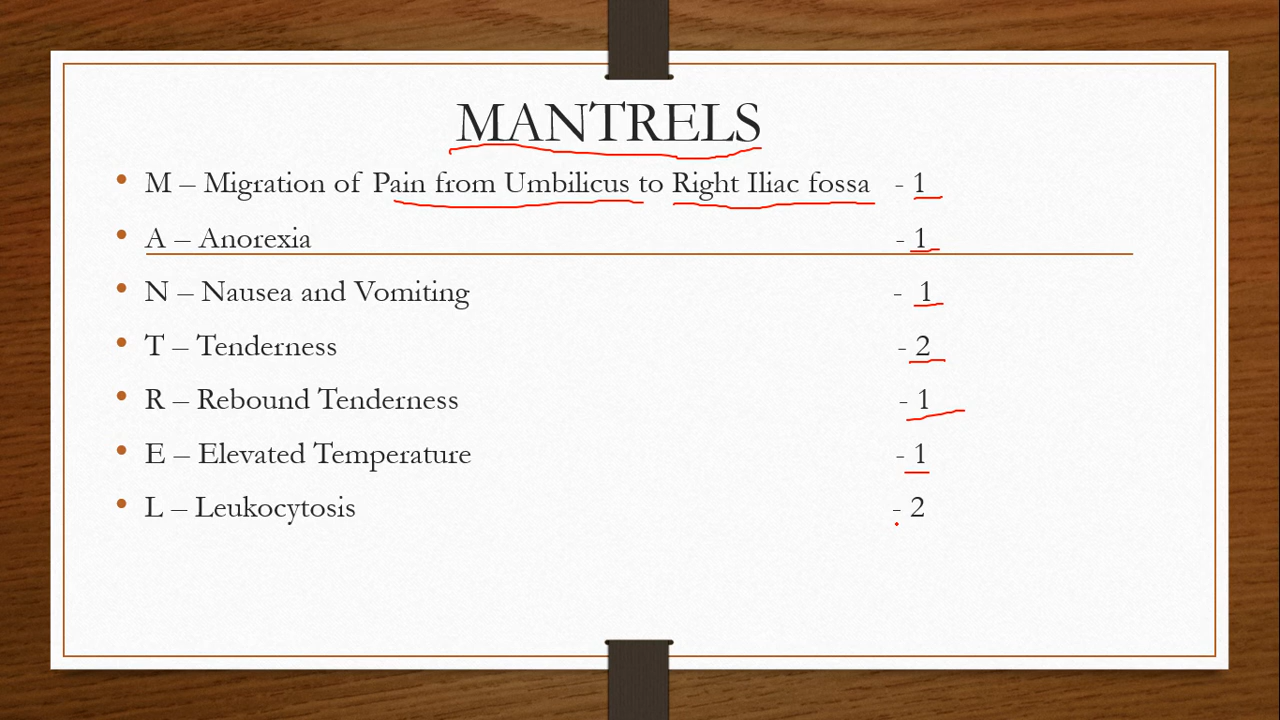 MANTRELS
• M – Migration of Pain from Umbilicus to Right Iliac fossa - 1
• A – Anorexia - 1
• N – Nausea and Vomiting - 1
• T – Tenderness - 2
• R – Rebound Tenderness - 1
• E – Elevated Temperature - 1
• L – Leukocytosis - 2